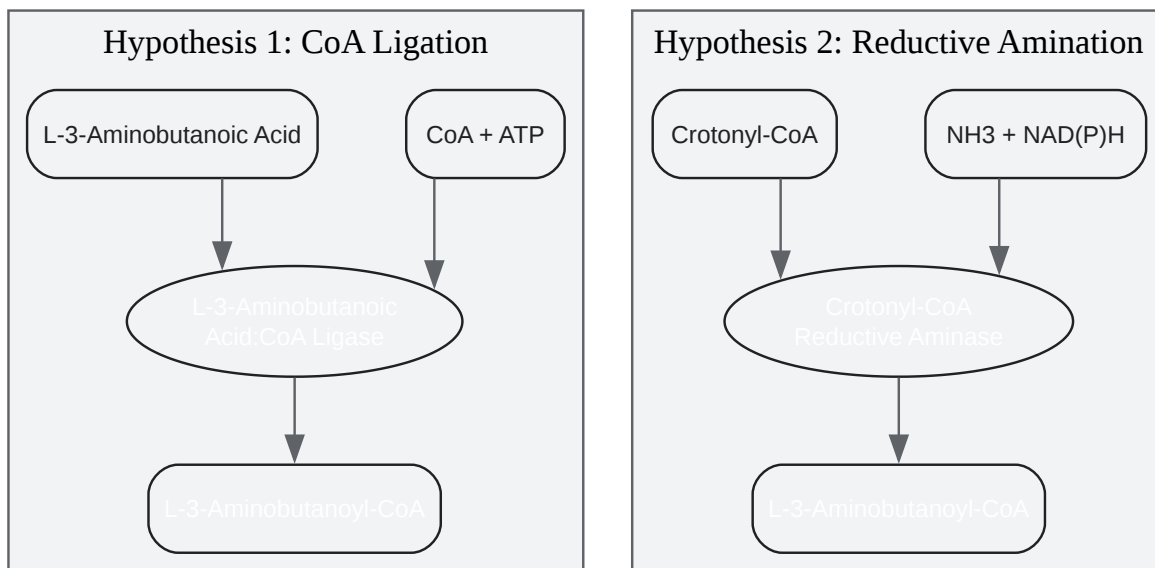 Hypothesis 1: CoA Ligation
L-3-Aminobutanoic Acid
CoA + ATP
L-3-Aminobutanoic
Acid:CoA Ligase
L-3-Aminobutanoyl-CoA
Hypothesis 2: Reductive Amination
Crotonyl-CoA
NH3 + NAD(P)H
Crotonyl-CoA
Reductive Aminase
L-3-Aminobutanoyl-CoA